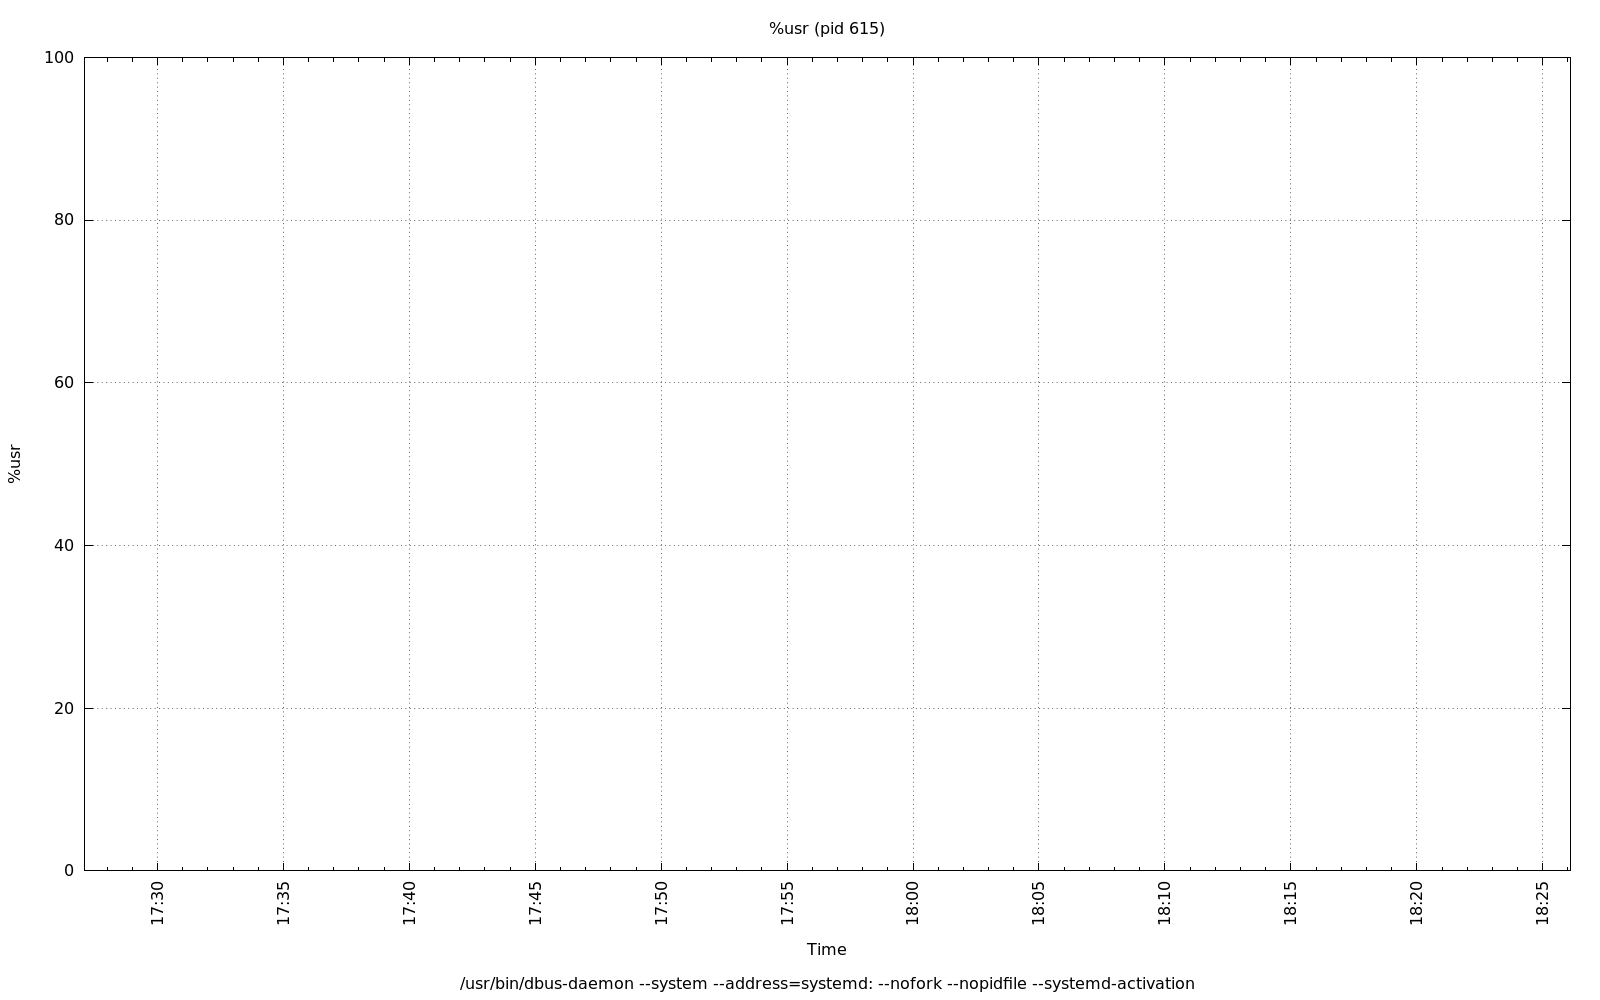 %usr (pid 615)
100
80
60
40
20
0
%usr
17:30 17:35 17:40 17:45 17:50 17:55 18:00 18:05 18:10 18:15 18:20 18:25
Time
/usr/bin/dbus-daemon --system --address=systemd: --nofork --nopidfile --systemd-activation